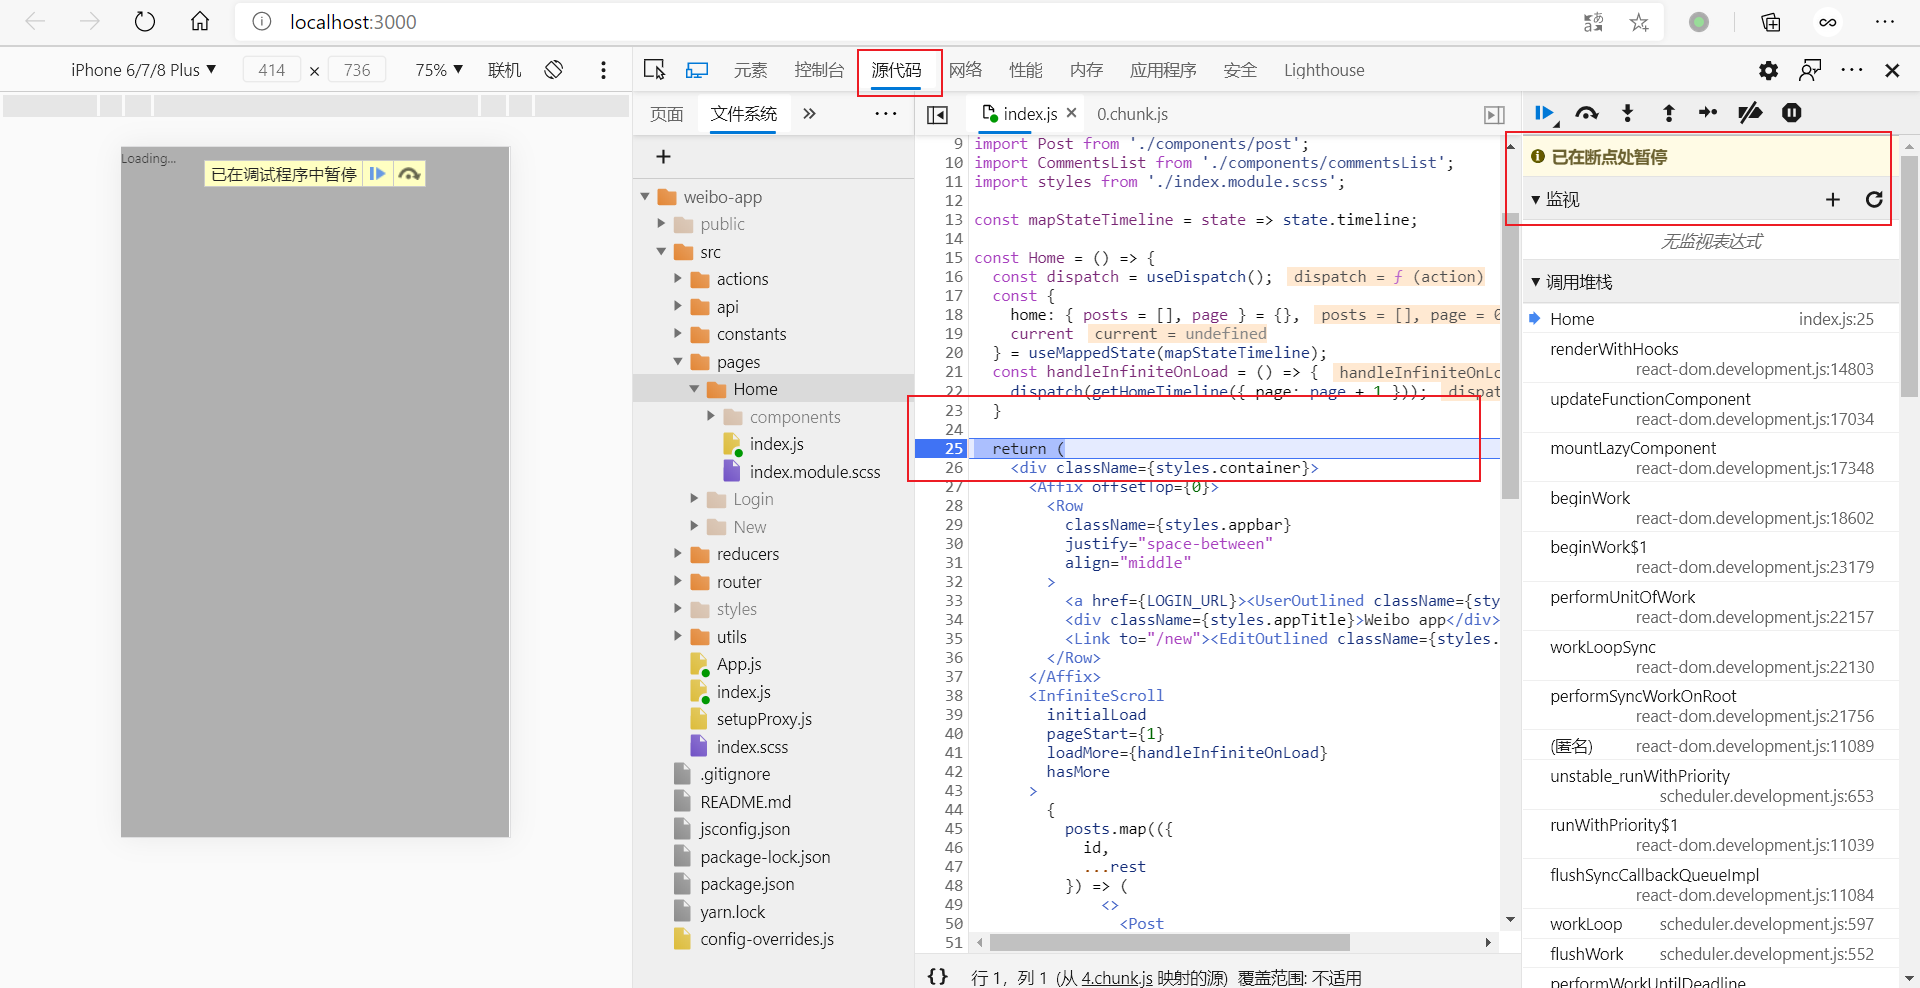 localhost:3000
iPhone 6/7/8 Plus ▼ 414 × 736 75% ▼ 联机
元素 控制台 源代码 网络 性能 内存 应用程序 安全 Lighthouse
页面 文件系统 »
index.js × 0.chunk.js
Loading...
已在调试程序中暂停
+
weibo-app
public
src
actions
api
constants
pages
Home
components
index.js
index.module.scss
Login
New
reducers
router
styles
utils
App.js
index.js
setupProxy.js
index.scss
.gitignore
README.md
jsconfig.json
package-lock.json
package.json
yarn.lock
config-overrides.js
9 import Post from './components/post';
10 import CommentsList from './components/commentsList';
11 import styles from './index.module.scss';
12
13 const mapStateTimeline = state => state.timeline;
14
15 const Home = () => {
16 const dispatch = useDispatch(); dispatch = ƒ (action)
17 const {
18 home: { posts = [], page } = {}, posts = [], page = 0
19 current current = undefined
20 } = useMappedState(mapStateTimeline);
21 const handleInfiniteOnLoad = () => { handleInfiniteOnLo
22 dispatch(getHomeTimeline({ page: page + 1 })); dispat
23 }
24
25 return (
26 <div className={styles.container}>
27 <Affix offsetTop={0}>
28 <Row
29 className={styles.appbar}
30 justify="space-between"
31 align="middle"
32 >
33 <a href={LOGIN_URL}><UserOutlined className={sty
34 <div className={styles.appTitle}>Weibo app</div>
35 <Link to="/new"><EditOutlined className={styles.
36 </Row>
37 </Affix>
38 <InfiniteScroll
39 initialLoad
40 pageStart={1}
41 loadMore={handleInfiniteOnLoad}
42 hasMore
43 >
44 {
45 posts.map(({
46 id,
47 ...rest
48 }) => (
49 <>
50 <Post
51
{} 行 1，列 1 (从 4.chunk.js 映射的源) 覆盖范围: 不适用
已在断点处暂停
▼ 监视
无监视表达式
▼ 调用堆栈
Home index.js:25
renderWithHooks
react-dom.development.js:14803
updateFunctionComponent
react-dom.development.js:17034
mountLazyComponent
react-dom.development.js:17348
beginWork
react-dom.development.js:18602
beginWork$1
react-dom.development.js:23179
performUnitOfWork
react-dom.development.js:22157
workLoopSync
react-dom.development.js:22130
performSyncWorkOnRoot
react-dom.development.js:21756
(匿名) react-dom.development.js:11089
unstable_runWithPriority
scheduler.development.js:653
runWithPriority$1
react-dom.development.js:11039
flushSyncCallbackQueueImpl
react-dom.development.js:11084
workLoop scheduler.development.js:597
flushWork scheduler.development.js:552
performWorkUntilDeadline